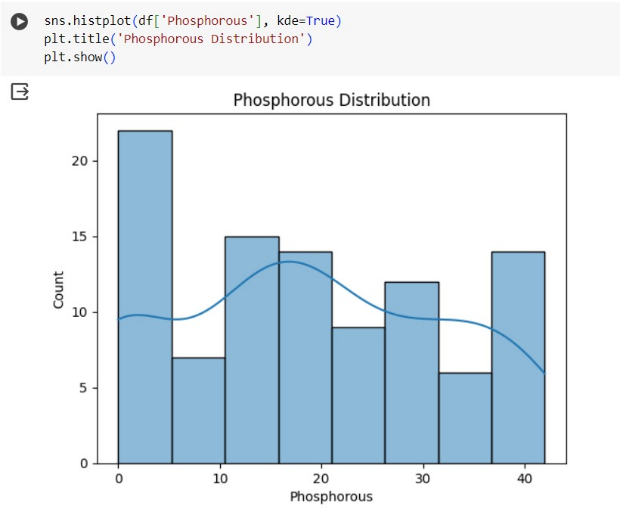 sns.histplot(df['Phosphorous'], kde=True)
plt.title('Phosphorous Distribution')
plt.show()
Phosphorous Distribution
20
15
10
5
0
Count
0 10 20 30 40
Phosphorous